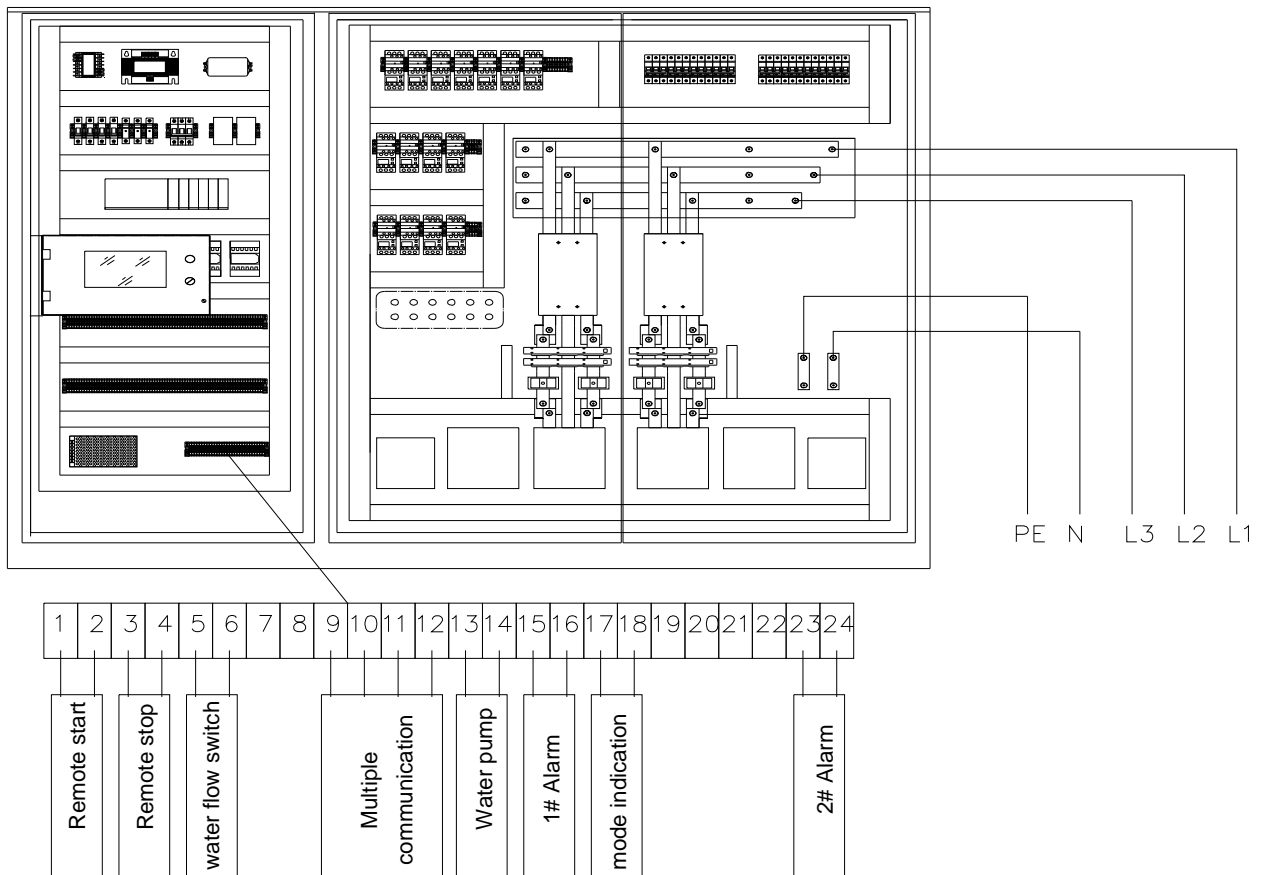 PE N L3 L2 L1
1 2 3 4 5 6 7 8 9 10 11 12 13 14 15 16 17 18 19 20 21 22 23 24
Remote start
Remote stop
water flow switch
Multiple
communication
Water pump
1# Alarm
mode indication
2# Alarm